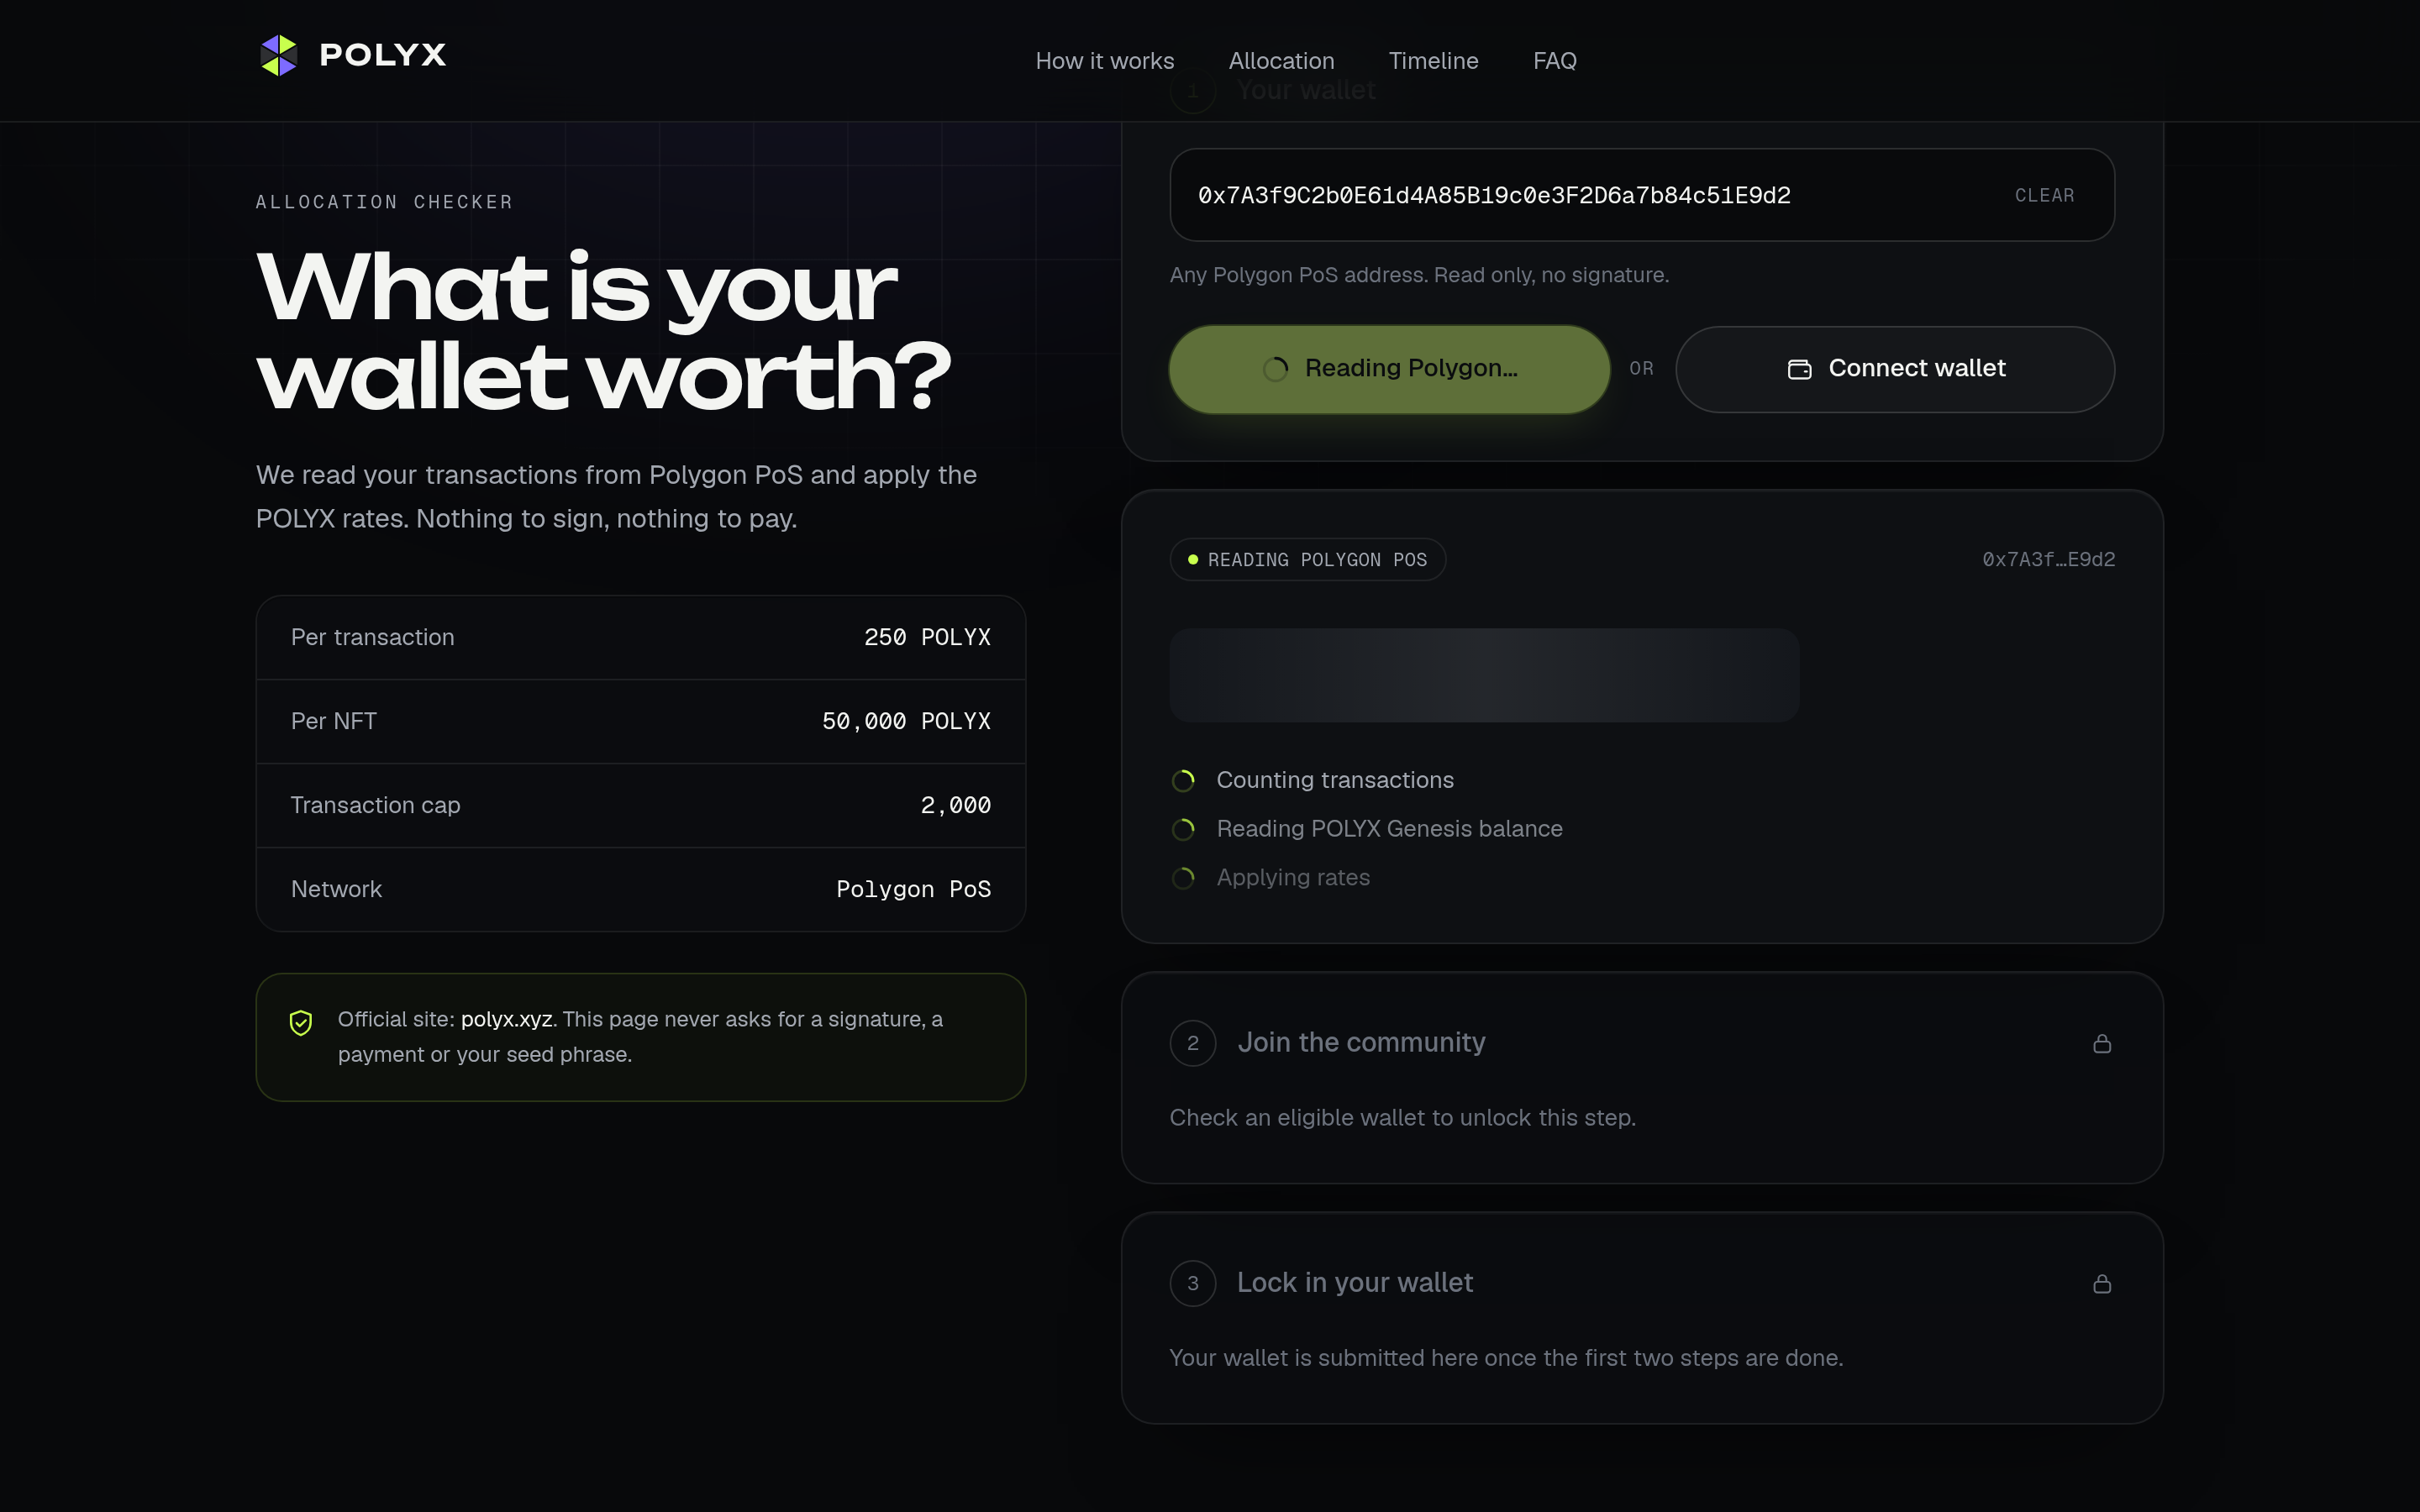 POLYX
How it works
Allocation
Timeline
FAQ
ALLOCATION CHECKER
What is your
wallet worth?
We read your transactions from Polygon PoS and apply the
POLYX rates. Nothing to sign, nothing to pay.
Per transaction
250 POLYX
Per NFT
50,000 POLYX
Transaction cap
2,000
Network
Polygon PoS
Official site: polyx.xyz. This page never asks for a signature, a
payment or your seed phrase.
1
Your wallet
0x7A3f9C2b0E61d4A85B19c0e3F2D6a7b84c51E9d2
CLEAR
Any Polygon PoS address. Read only, no signature.
Reading Polygon…
OR
Connect wallet
READING POLYGON POS
0x7A3f…E9d2
Counting transactions
Reading POLYX Genesis balance
Applying rates
2
Join the community
Check an eligible wallet to unlock this step.
3
Lock in your wallet
Your wallet is submitted here once the first two steps are done.